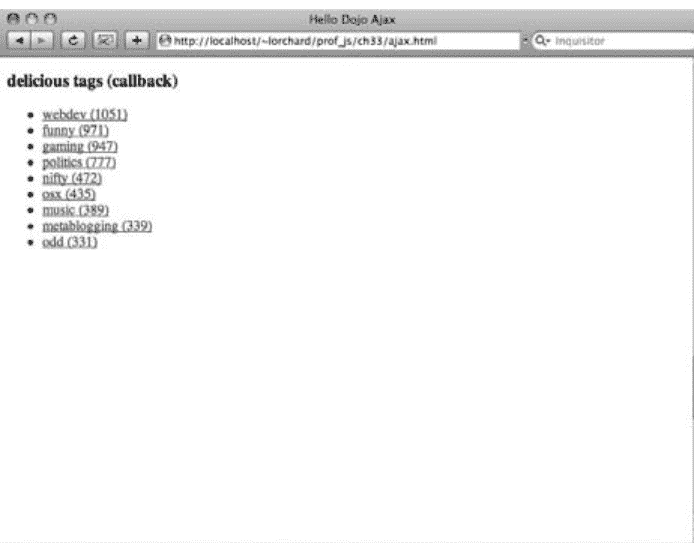 Hello Dojo Ajax
http://localhost/~lorchard/prof_js/ch33/ajax.html
Inquisitor
delicious tags (callback)
webdev (1051)
funny (971)
gaming (947)
politics (777)
nifty (472)
osx (435)
music (389)
metablogging (339)
odd (331)